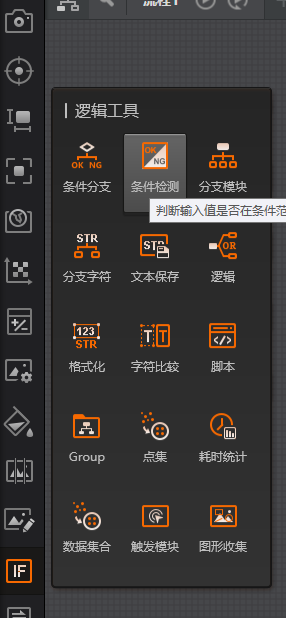 流程1
逻辑工具
OK NG
OK NG
条件分支 条件检测 分支模块
判断输入值是否在条件范
STR STR OR
分支字符 文本保存 逻辑
123 STR T T </>
格式化 字符比较 脚本
Group 点集 耗时统计
数据集合 触发模块 图形收集
IF